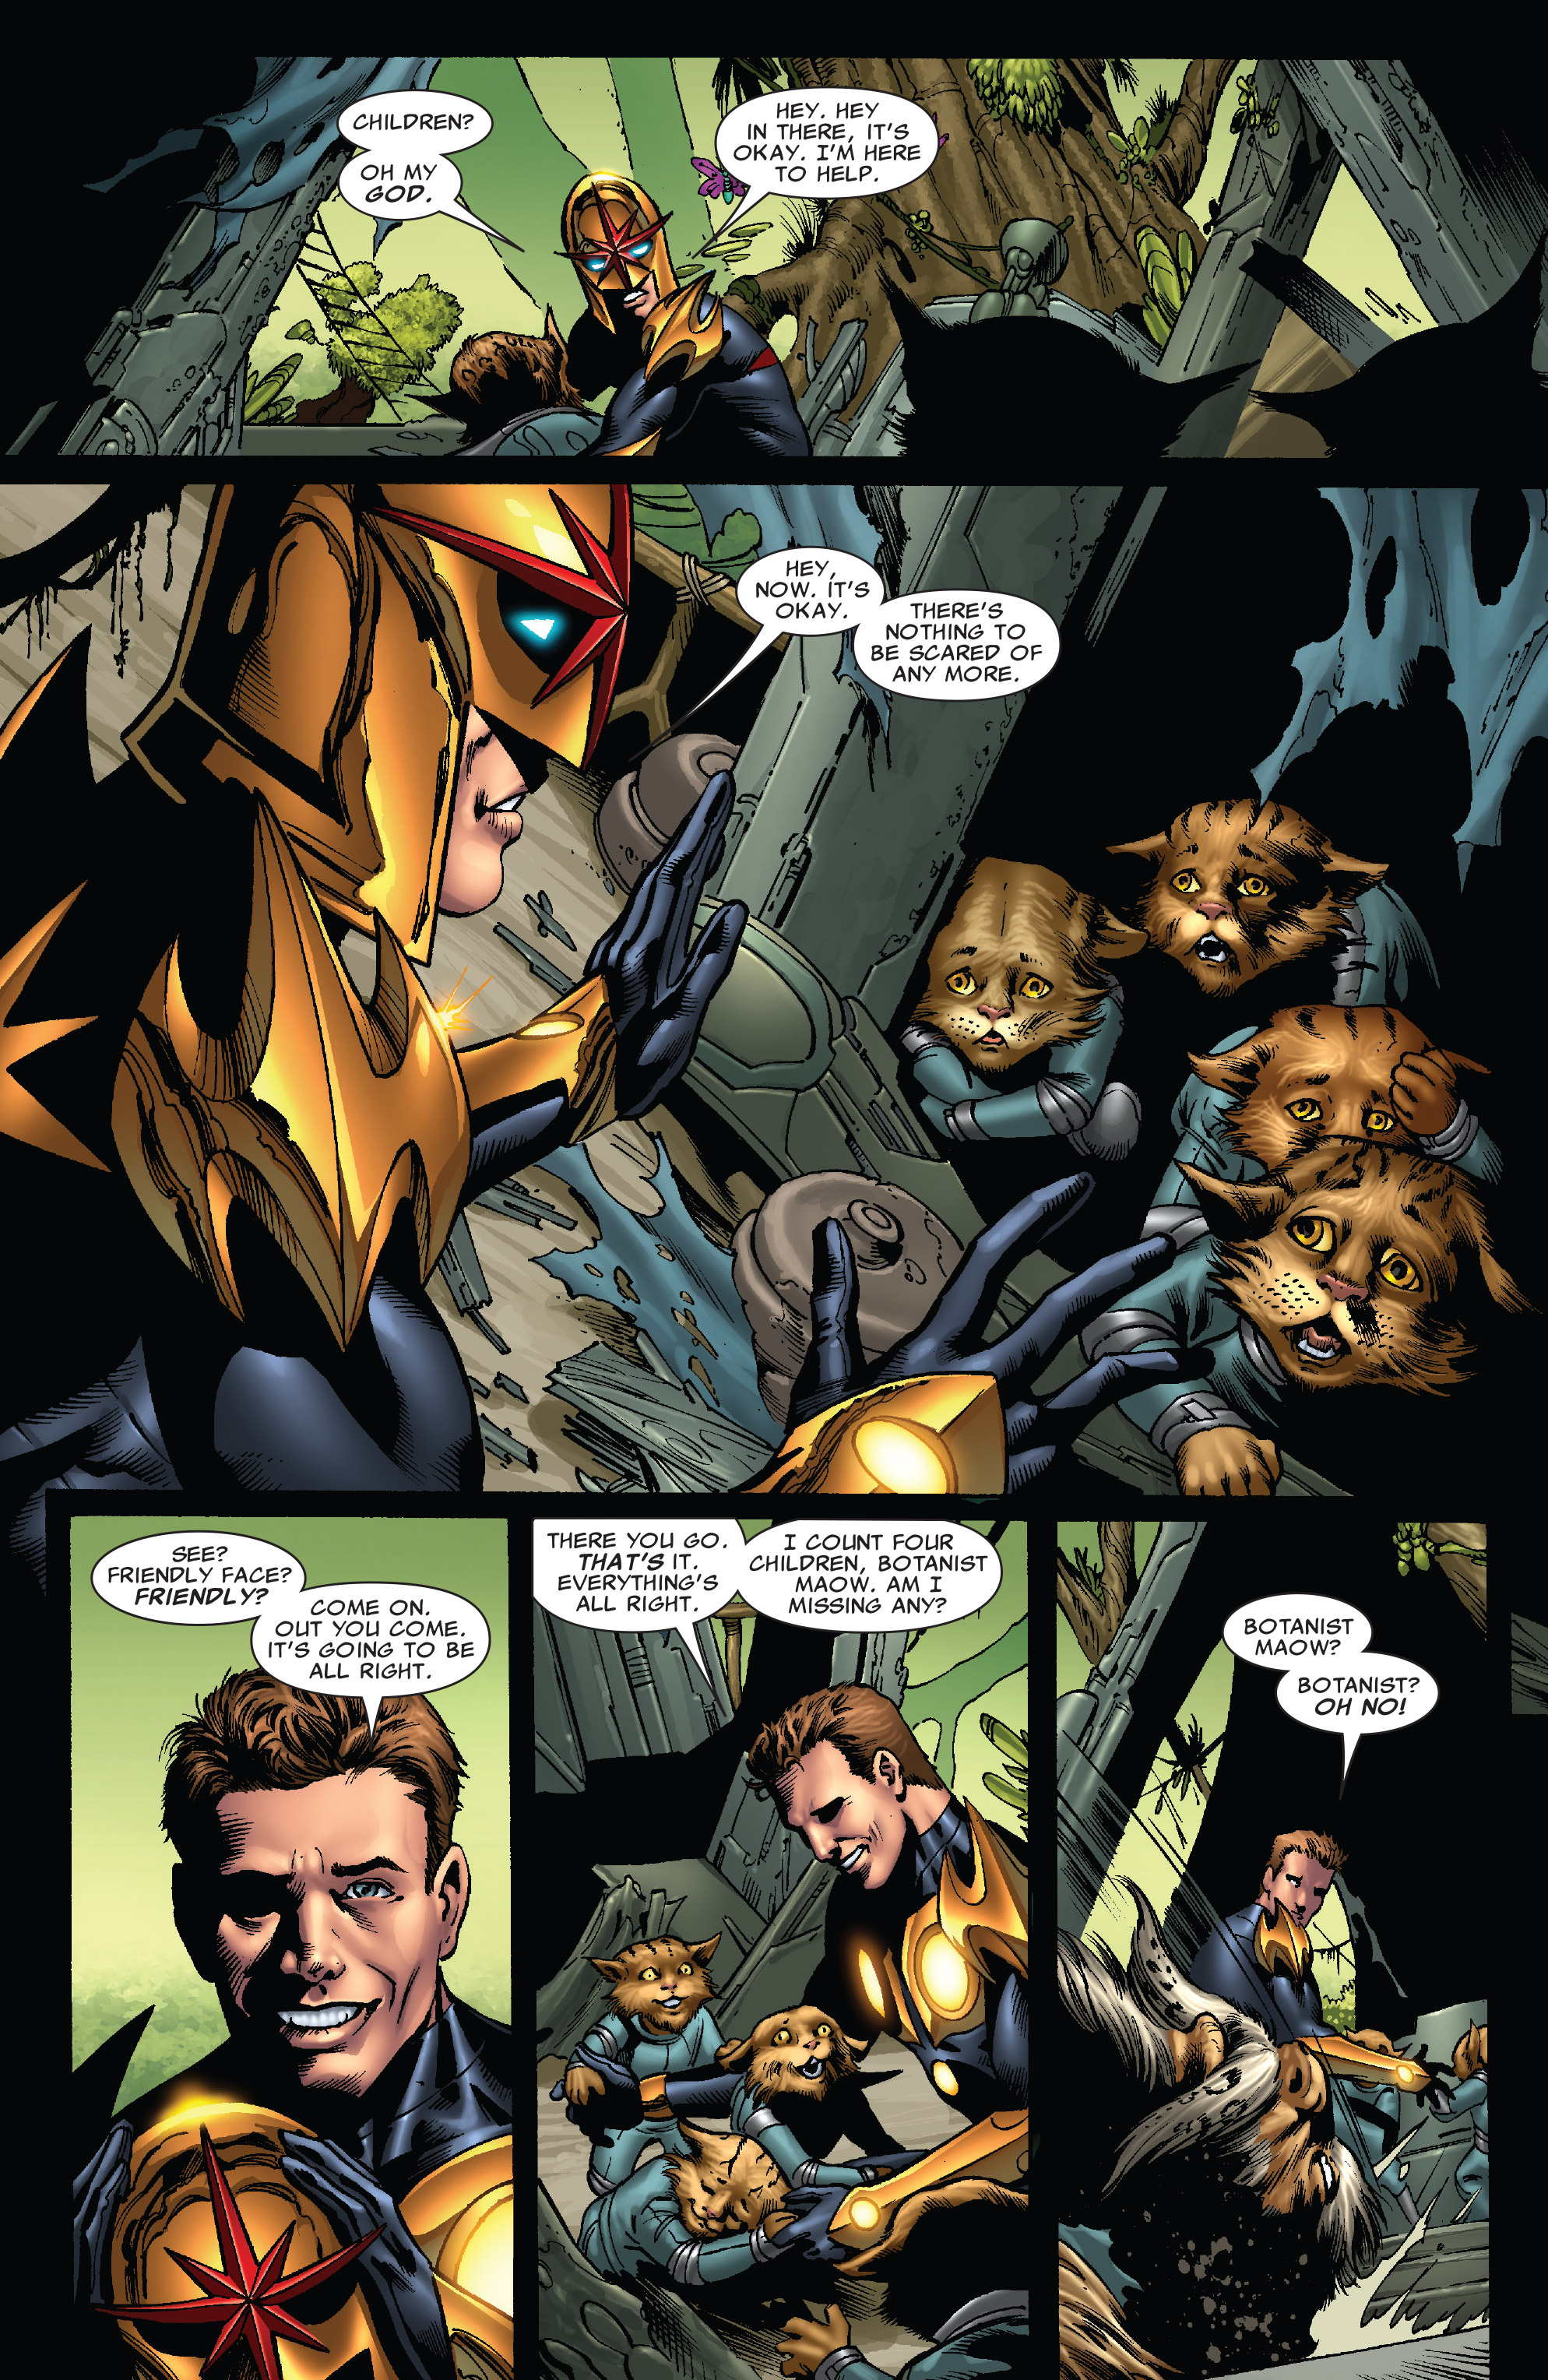 CHILDREN?
OH MY
GOD.
HEY. HEY
IN THERE, IT'S
OKAY. I'M HERE
TO HELP.
HEY,
NOW. IT'S
OKAY.
THERE'S
NOTHING TO
BE SCARED OF
ANY MORE.
SEE?
FRIENDLY FACE?
FRIENDLY?
COME ON.
OUT YOU COME.
IT'S GOING TO BE
ALL RIGHT.
THERE YOU GO.
THAT'S IT.
EVERYTHING'S
ALL RIGHT.
I COUNT FOUR
CHILDREN, BOTANIST
MAOW. AM I
MISSING ANY?
BOTANIST
MAOW?
BOTANIST?
OH NO!